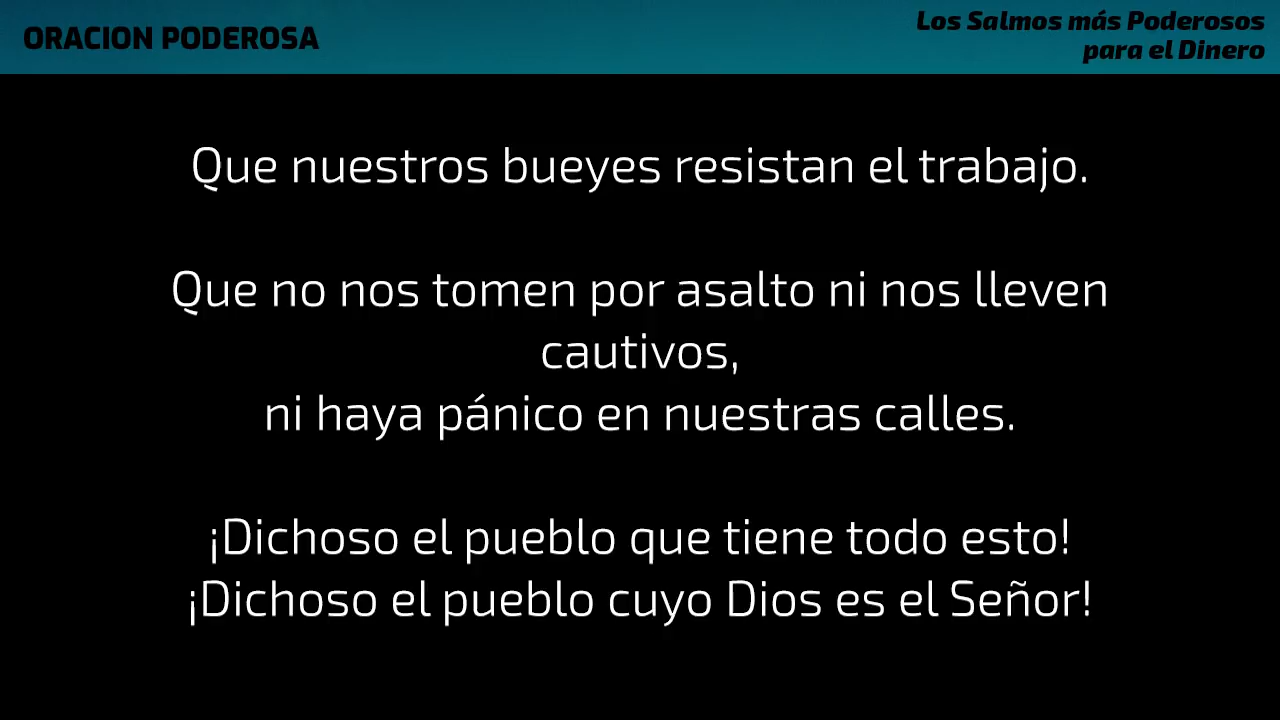 ORACION PODEROSA
Los Salmos más Poderosos
para el Dinero
Que nuestros bueyes resistan el trabajo.
Que no nos tomen por asalto ni nos lleven
cautivos,
ni haya pánico en nuestras calles.
¡Dichoso el pueblo que tiene todo esto!
¡Dichoso el pueblo cuyo Dios es el Señor!